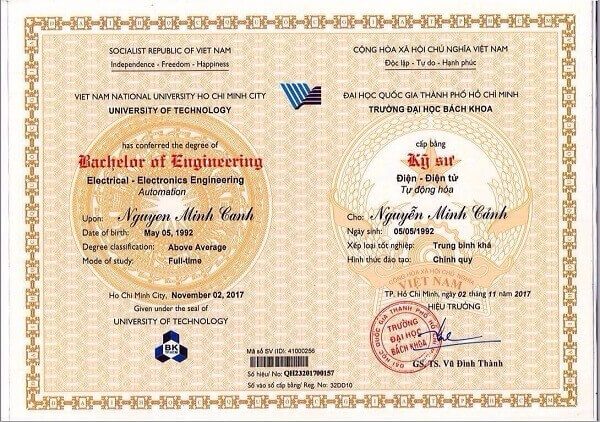 SOCIALIST REPUBLIC OF VIET NAM
Independence - Freedom - Happiness
VIET NAM NATIONAL UNIVERSITY HO CHI MINH CITY
UNIVERSITY OF TECHNOLOGY
has conferred the degree of
Bachelor of Engineering
Electrical - Electronics Engineering
Automation
Upon: Nguyen Minh Canh
Date of birth: May 05, 1992
Degree classification: Above Average
Mode of study: Full-time
Ho Chi Minh City, November 02, 2017
Given under the seal of
UNIVERSITY OF TECHNOLOGY
BK
CỘNG HÒA XÃ HỘI CHỦ NGHĨA VIỆT NAM
Độc lập - Tự do - Hạnh phúc
ĐẠI HỌC QUỐC GIA THÀNH PHỐ HỒ CHÍ MINH
TRƯỜNG ĐẠI HỌC BÁCH KHOA
cấp bằng
Kỹ sư
Điện - Điện tử
Tự động hóa
Cho: Nguyễn Minh Cảnh
Ngày sinh: 05/05/1992
Xếp loại tốt nghiệp: Trung bình khá
Hình thức đào tạo: Chính quy
CỘNG HÒA XÃ HỘI CHỦ NGHĨA
VIỆT NAM
TP. Hồ Chí Minh, ngày 02 tháng 11 năm 2017
HIỆU TRƯỞNG
TRƯỜNG
ĐẠI HỌC
BÁCH KHOA
GS. TS. Vũ Đình Thành
Mã số SV (ID): 41000256
Số hiệu/ No: QH23201700157
Số vào sổ cấp bằng/ Reg. No: 32DD10